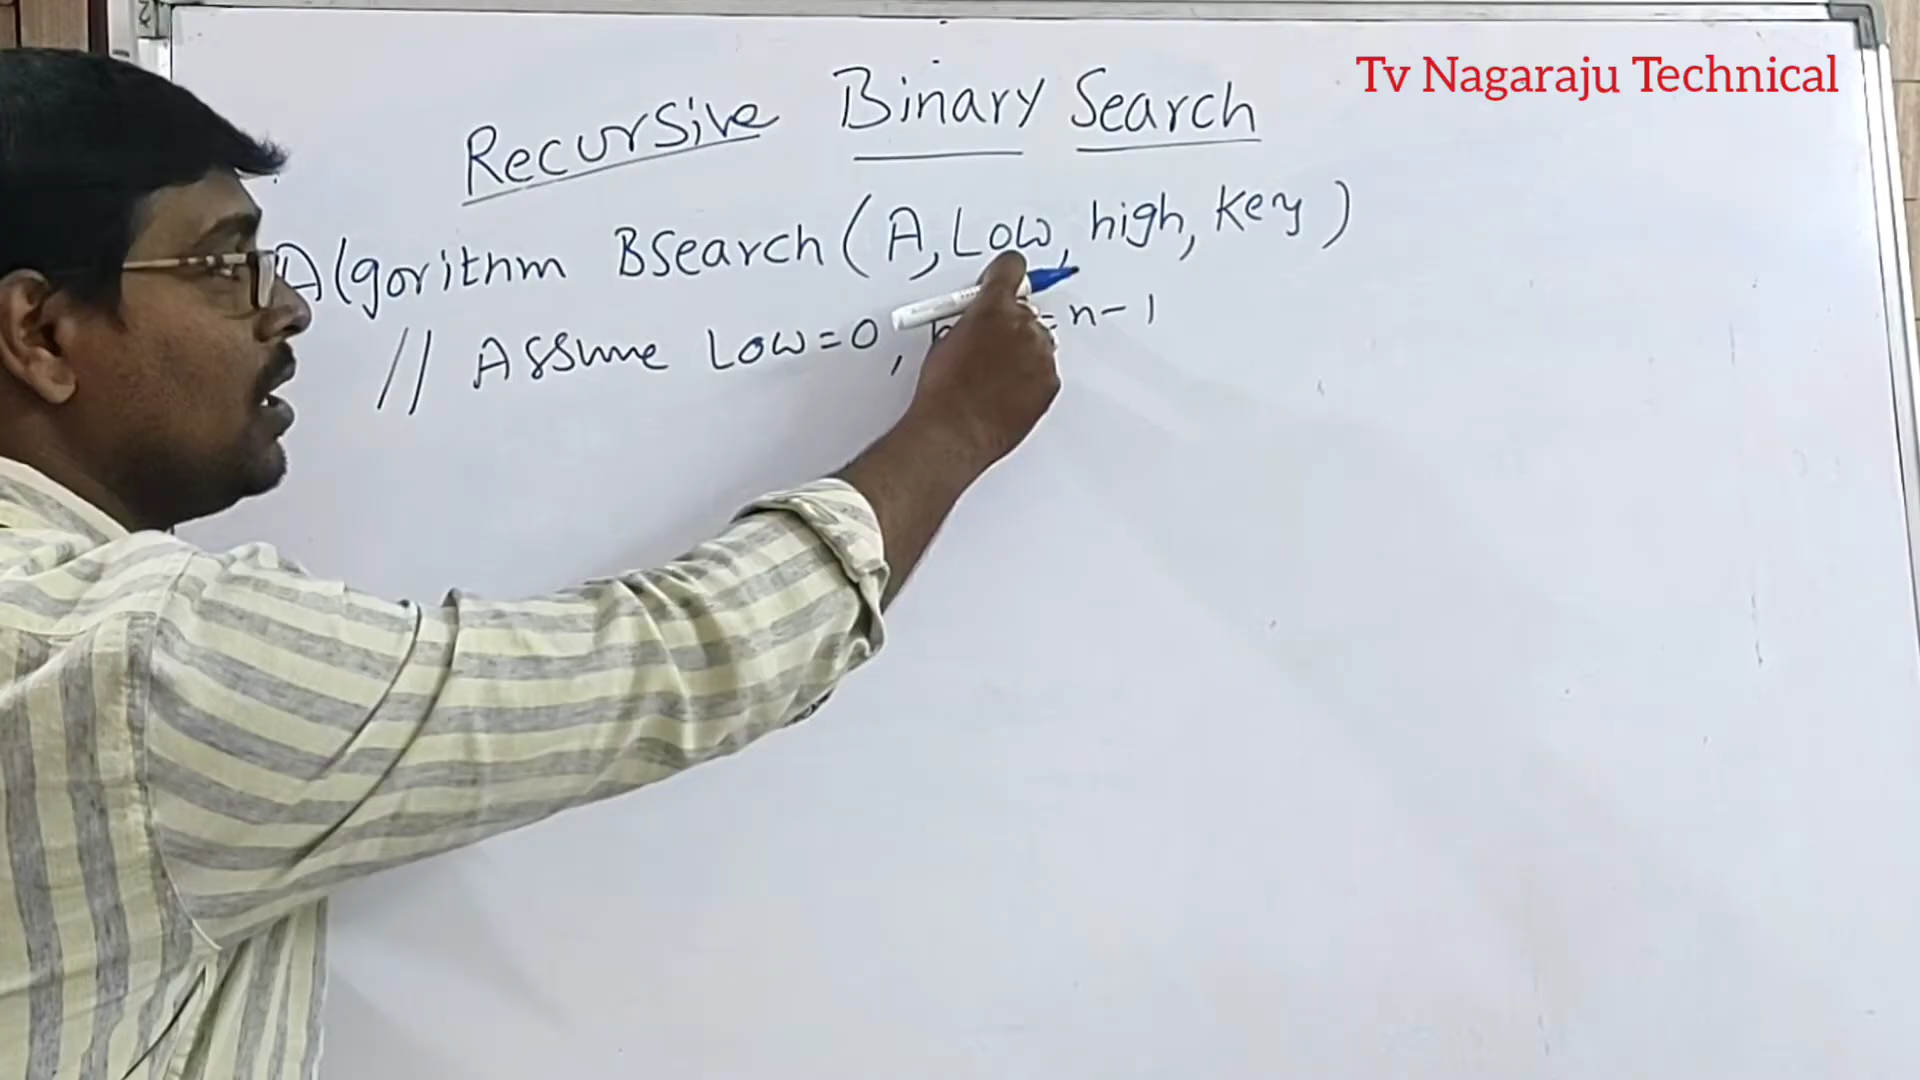 Tv Nagaraju Technical
Recursive Binary Search
Algorithm BSearch (A, Low, high, Key)
// Assume Low=0, = n-1